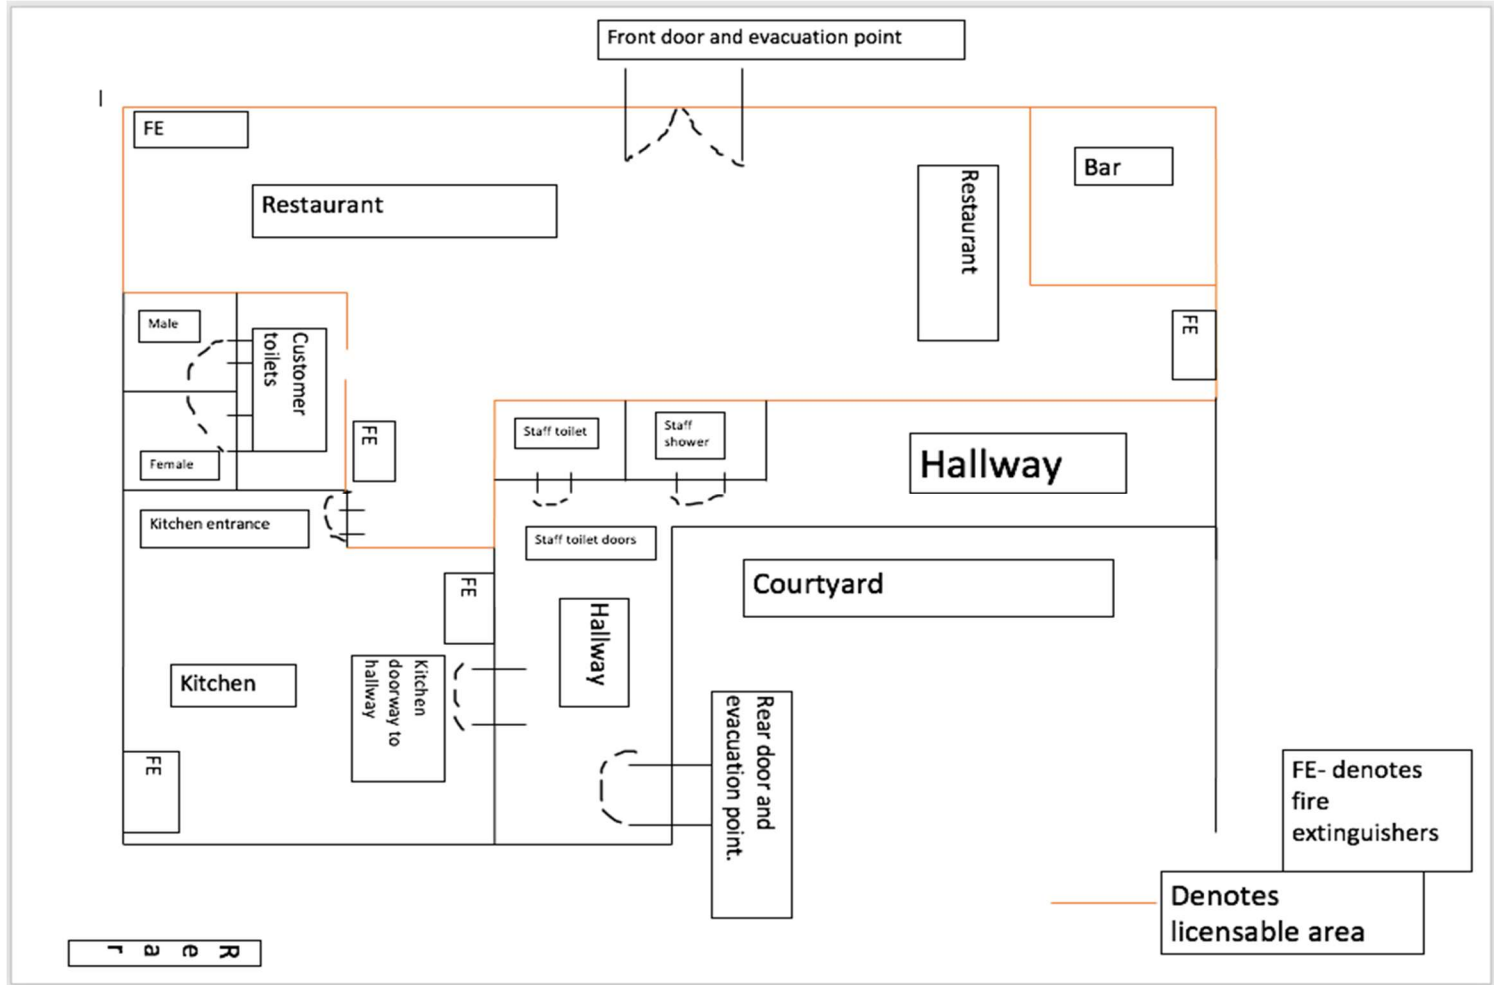 Front door and evacuation point
FE
Restaurant
Restaurant
Bar
FE
Male
Customer
toilets
Female
FE
Staff toilet
Staff
shower
Hallway
Kitchen entrance
Staff toilet doors
FE
Courtyard
Hallway
Kitchen
Kitchen
doorway to
hallway
Rear door and
evacuation point.
FE
FE- denotes
fire
extinguishers
Denotes
licensable area
Rear